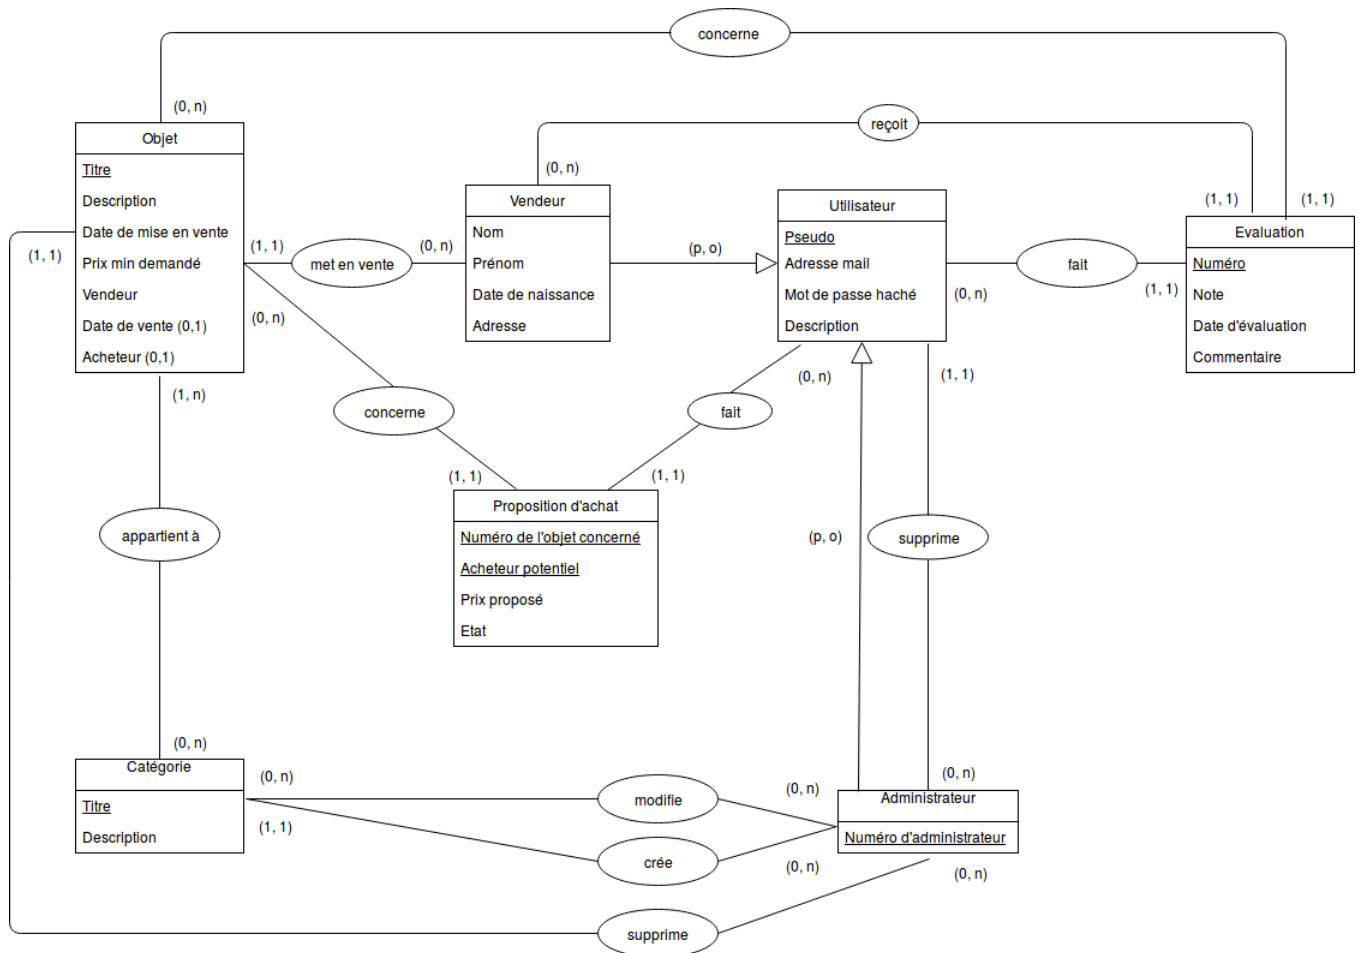 concerne
(0, n)
Objet
Titre
Description
Date de mise en vente
Prix min demandé
Vendeur
Date de vente (0,1)
Acheteur (0,1)
(1, 1)
(1, 1)
met en vente
(0, n)
(0, n)
(1, n)
reçoit
(0, n)
Vendeur
Nom
Prénom
Date de naissance
Adresse
(p, o)
Utilisateur
Pseudo
Adresse mail
Mot de passe haché
Description
(0, n)
fait
(1, 1)
(1, 1)
(1, 1)
Evaluation
Numéro
Note
Date d'évaluation
Commentaire
concerne
(1, 1)
fait
(0, n)
(1, 1)
(1, 1)
Proposition d'achat
Numéro de l'objet concerné
Acheteur potentiel
Prix proposé
Etat
(p, o)
supprime
appartient à
(0, n)
Catégorie
Titre
Description
(0, n)
(1, 1)
modifie
crée
(0, n)
(0, n)
(0, n)
Administrateur
Numéro d'administrateur
(0, n)
supprime